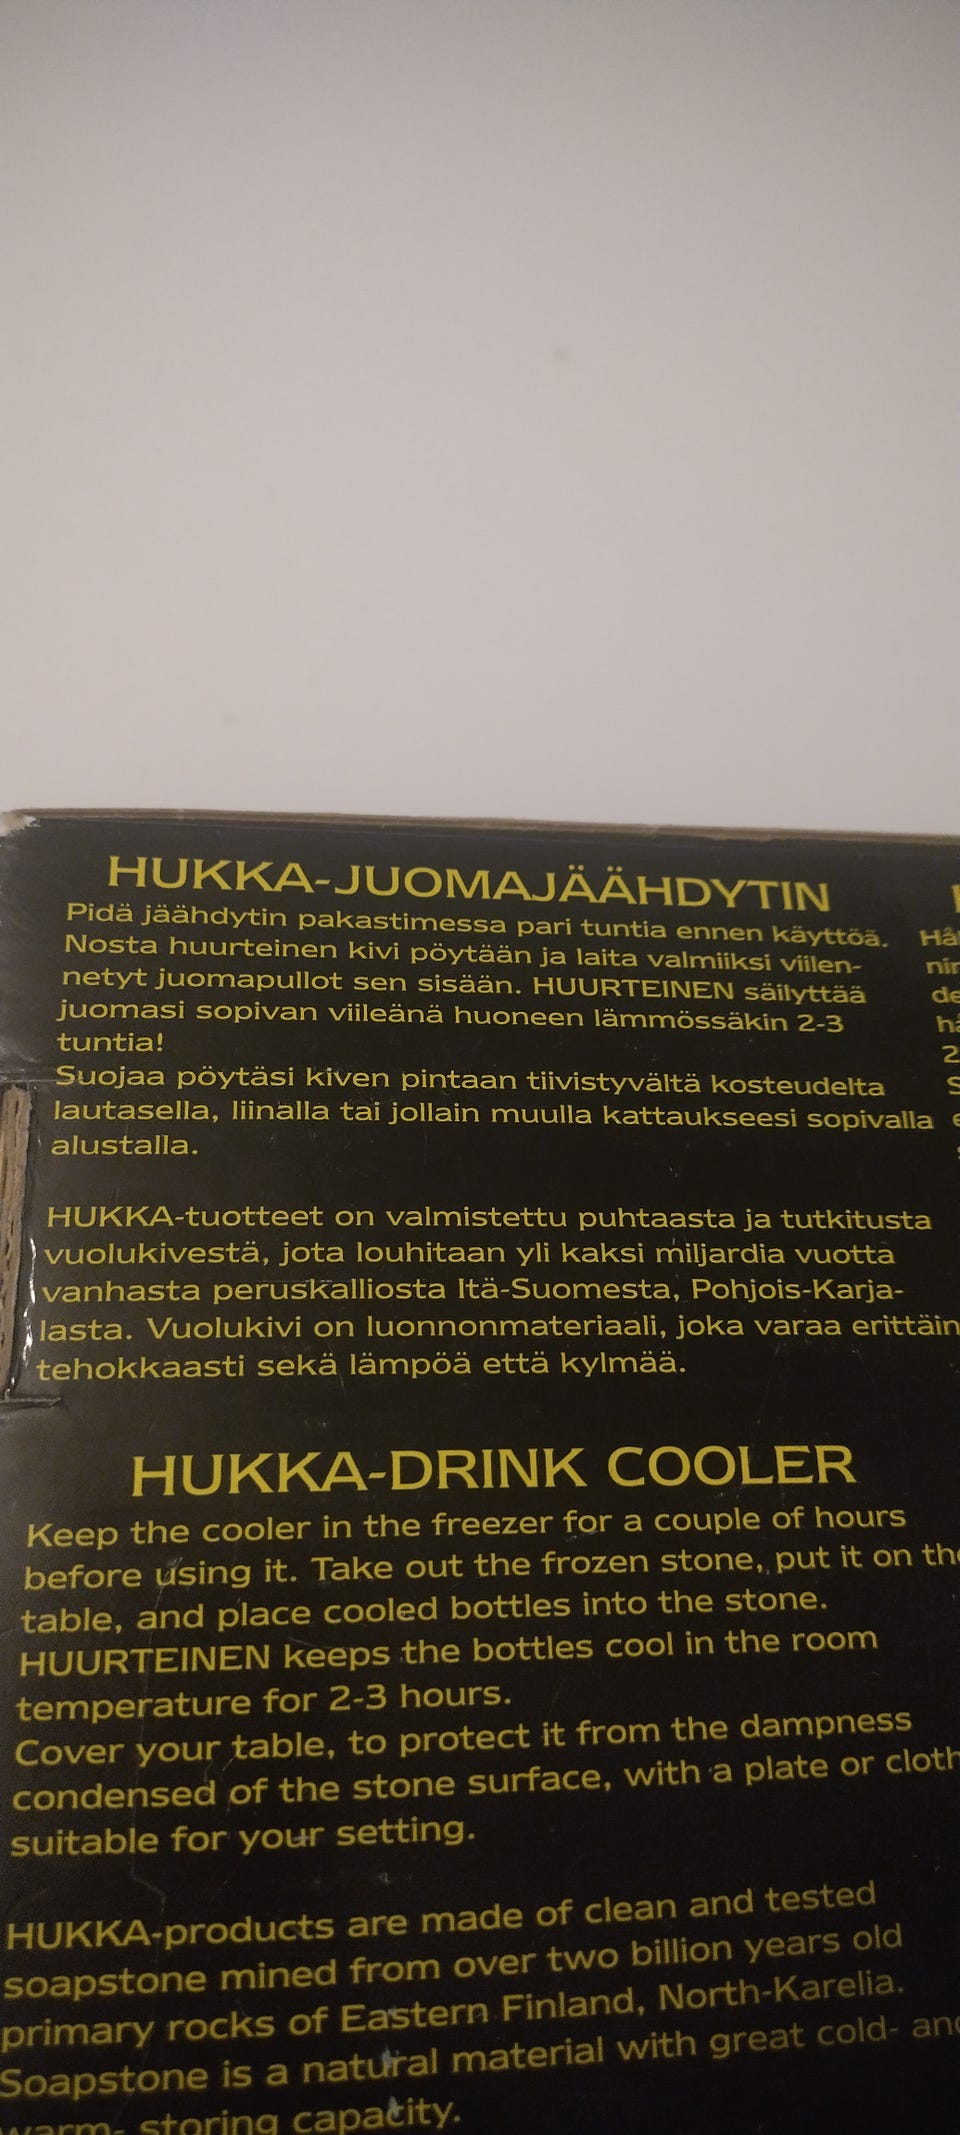 HUKKA-JUOMAJÄÄHDYTIN
Pidä jäähdytin pakastimessa pari tuntia ennen käyttöä.
Nosta huurteinen kivi pöytään ja laita valmiiksi viilen-
netyt juomapullot sen sisään. HUURTEINEN säilyttää
juomasi sopivan viileänä huoneen lämmössäkin 2-3
tuntia!
Suojaa pöytäsi kiven pintaan tiivistyvältä kosteudelta
lautasella, liinalla tai jollain muulla kattaukseesi sopivalla
alustalla.
HUKKA-tuotteet on valmistettu puhtaasta ja tutkitusta
vuolukivestä, jota louhitaan yli kaksi miljardia vuotta
vanhasta peruskalliosta Itä-Suomesta, Pohjois-Karja-
lasta. Vuolukivi on luonnonmateriaali, joka varaa erittäin
tehokkaasti sekä lämpöä että kylmää.
HUKKA-DRINK COOLER
Keep the cooler in the freezer for a couple of hours
before using it. Take out the frozen stone, put it on the
table, and place cooled bottles into the stone.
HUURTEINEN keeps the bottles cool in the room
temperature for 2-3 hours.
Cover your table, to protect it from the dampness
condensed of the stone surface, with a plate or cloth
suitable for your setting.
HUKKA-products are made of clean and tested
soapstone mined from over two billion years old
primary rocks of Eastern Finland, North-Karelia.
Soapstone is a natural material with great cold- and
warm- storing capacity.